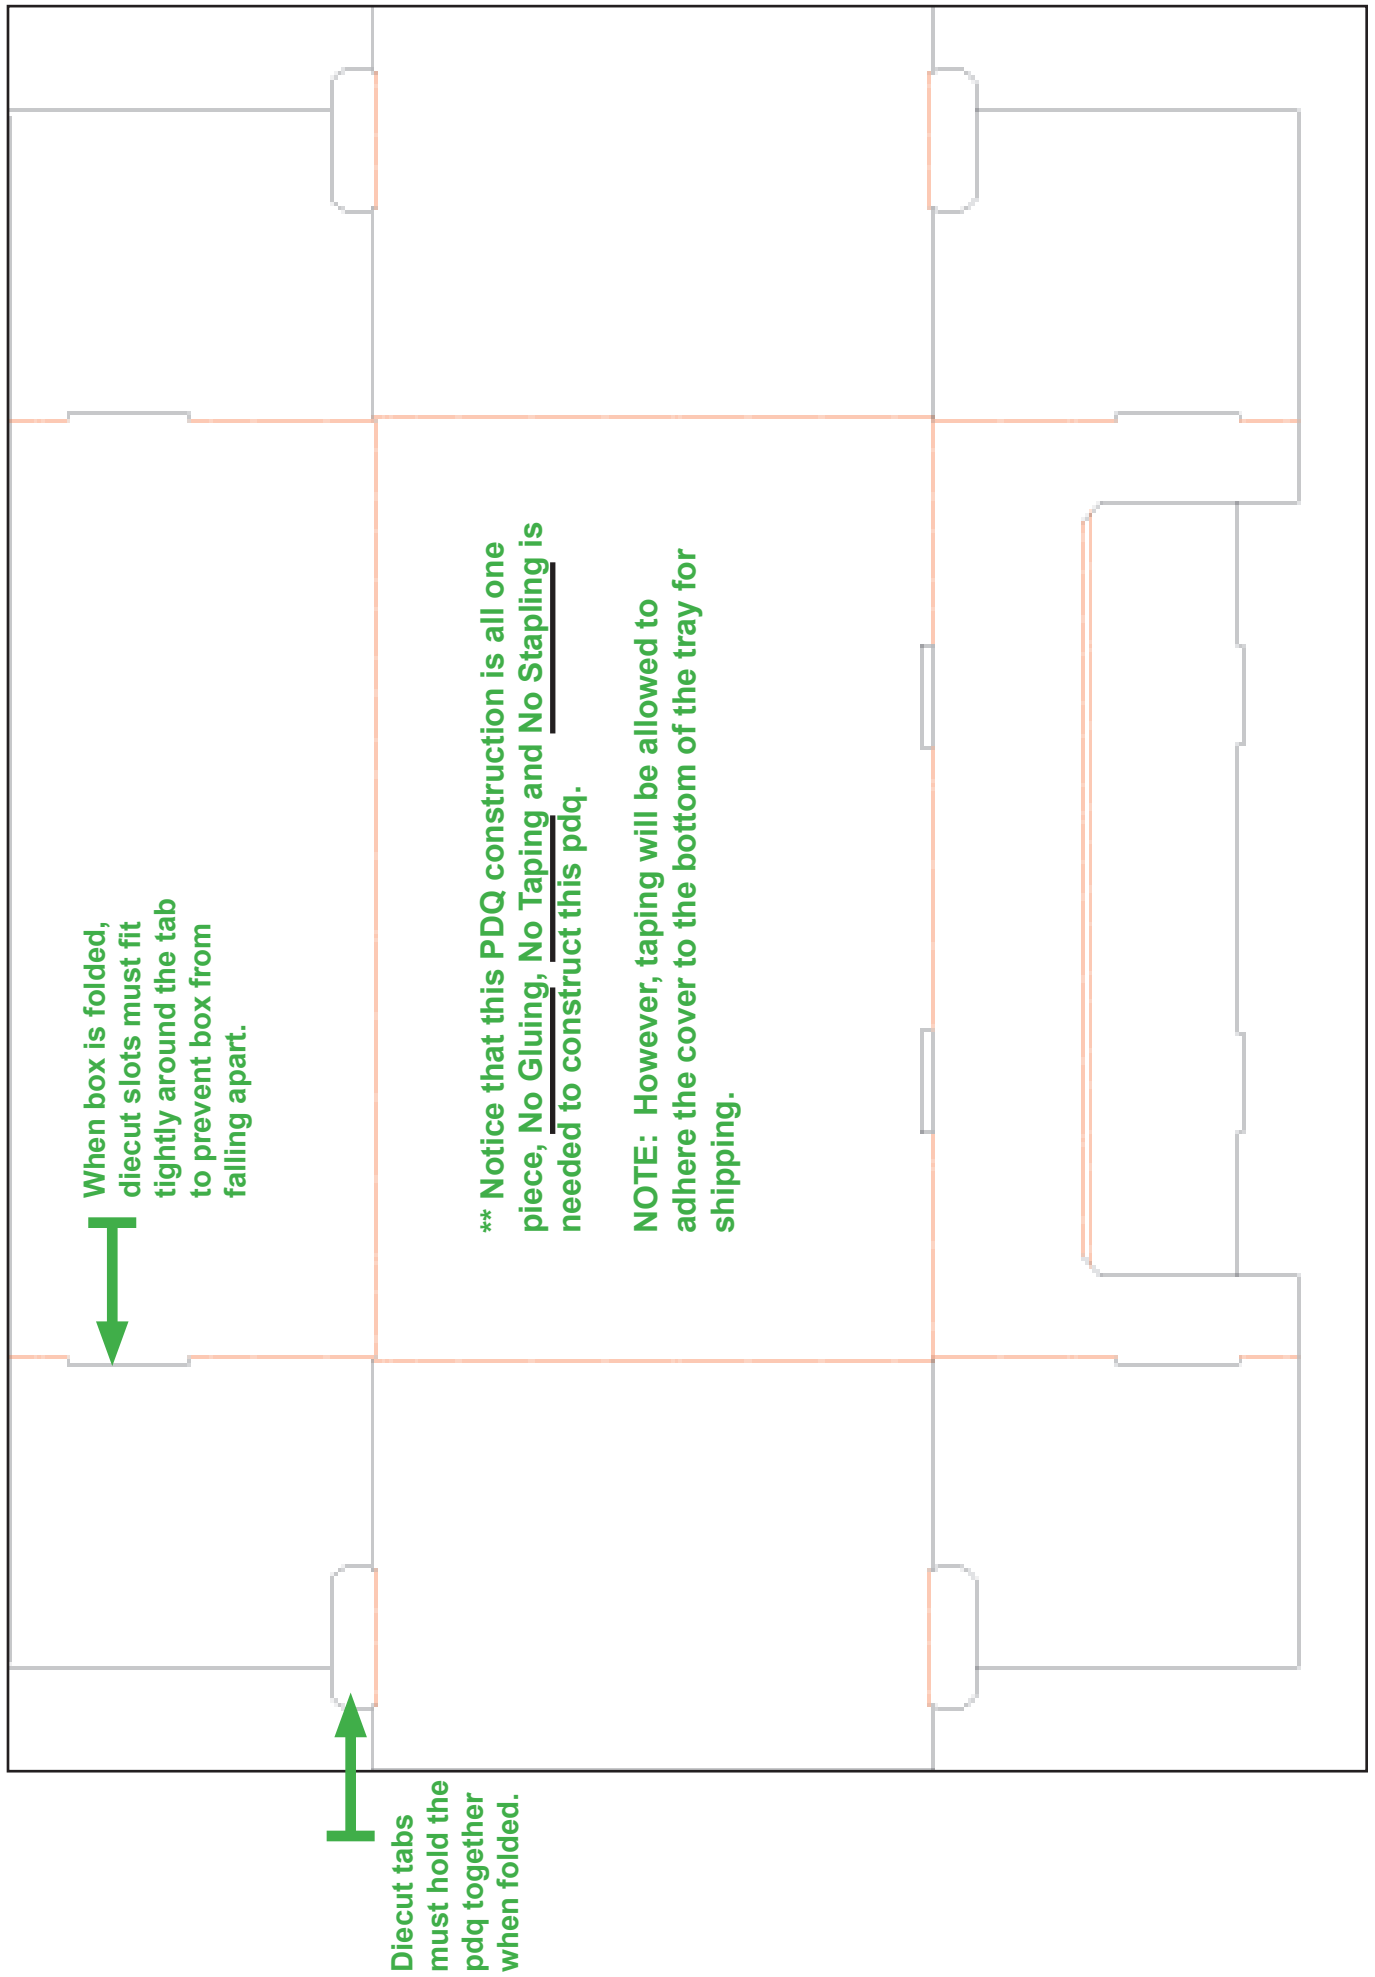 When box is folded,
diecut slots must fit
tightly around the tab
to prevent box from
falling apart.
** Notice that this PDQ construction is all one
piece, No Gluing, No Taping and No Stapling is
needed to construct this pdq.
NOTE:  However, taping will be allowed to
adhere the cover to the bottom of the tray for
shipping.
Diecut tabs
must hold the
pdq together
when folded.